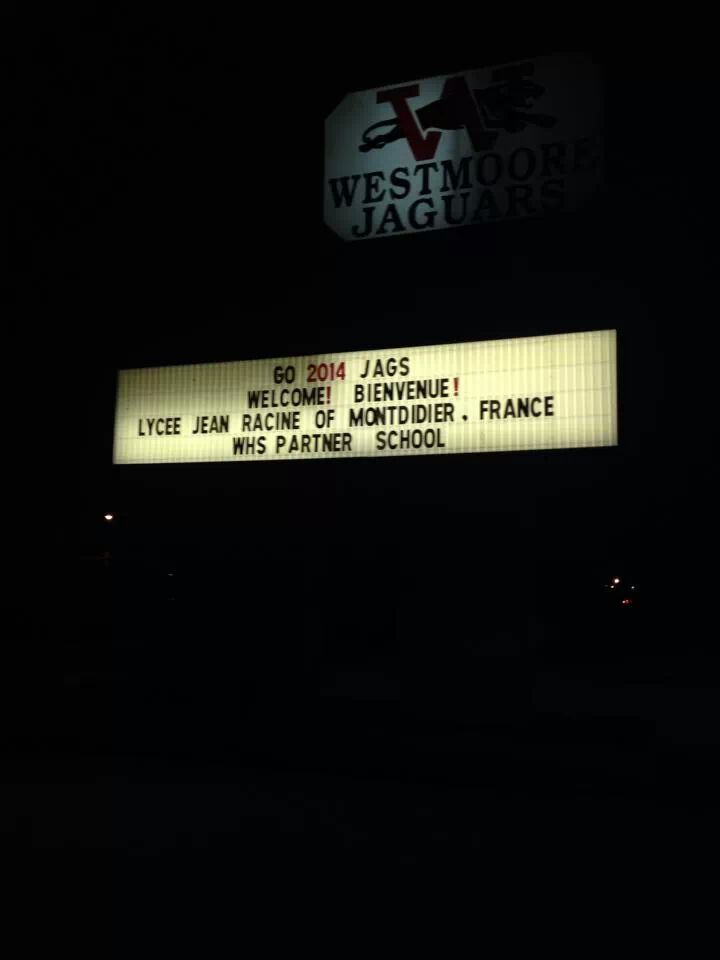 W
WESTMOORE
JAGUARS
GO 2014 JAGS
WELCOME! BIENVENUE!
LYCEE JEAN RACINE OF MONTDIDIER. FRANCE
WHS PARTNER SCHOOL